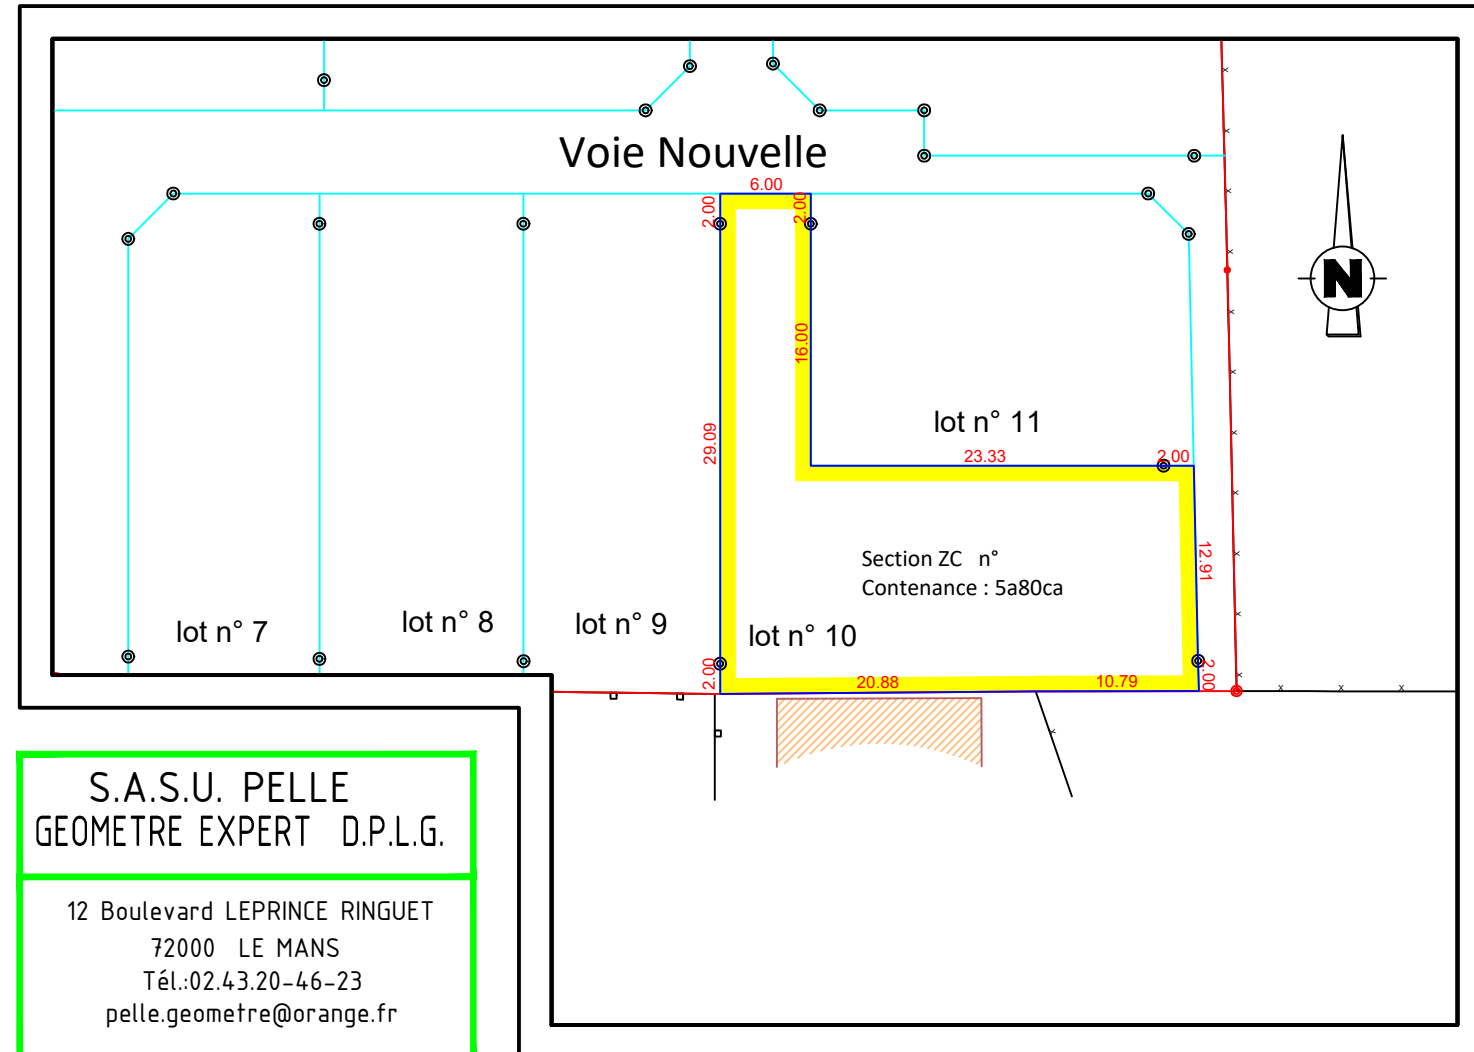 Voie Nouvelle
6.00
2.00
2.00
N
16.00
29.09
lot n° 11
23.33
2.00
12.91
Section ZC n°
Contenance : 5a80ca
lot n° 7
lot n° 8
lot n° 9
lot n° 10
2.00
20.88
10.79
2.00
S.A.S.U. PELLE
GEOMETRE EXPERT D.P.L.G.
12 Boulevard LEPRINCE RINGUET
72000 LE MANS
Tél.:02.43.20-46-23
pelle.geometre@orange.fr